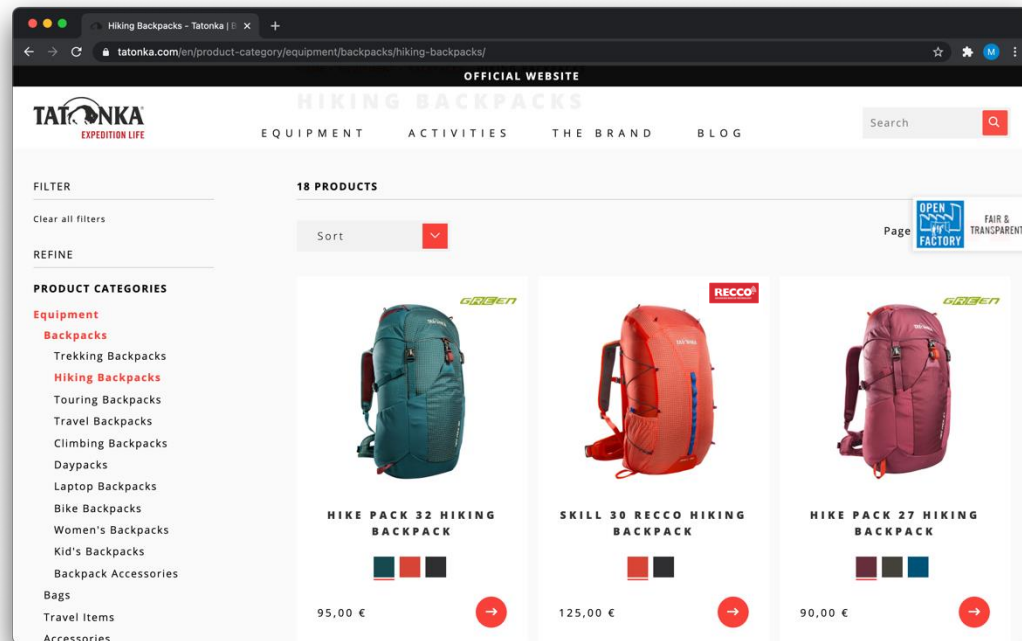 Hiking Backpacks - Tatonka | B
tatonka.com/en/product-category/equipment/backpacks/hiking-backpacks/
M
OFFICIAL WEBSITE
HIKING BACKPACKS
TATONKA
EXPEDITION LIFE
EQUIPMENT
ACTIVITIES
THE BRAND
BLOG
Search
FILTER
Clear all filters
REFINE
PRODUCT CATEGORIES
Equipment
Backpacks
Trekking Backpacks
Hiking Backpacks
Touring Backpacks
Travel Backpacks
Climbing Backpacks
Daypacks
Laptop Backpacks
Bike Backpacks
Women's Backpacks
Kid's Backpacks
Backpack Accessories
Bags
Travel Items
Accessories
18 PRODUCTS
Sort
Page
OPEN
FACTORY
FAIR &
TRANSPARENT
GREEN
HIKE PACK 32 HIKING
BACKPACK
95,00 €
RECCO
SKILL 30 RECCO HIKING
BACKPACK
125,00 €
GREEN
HIKE PACK 27 HIKING
BACKPACK
90,00 €